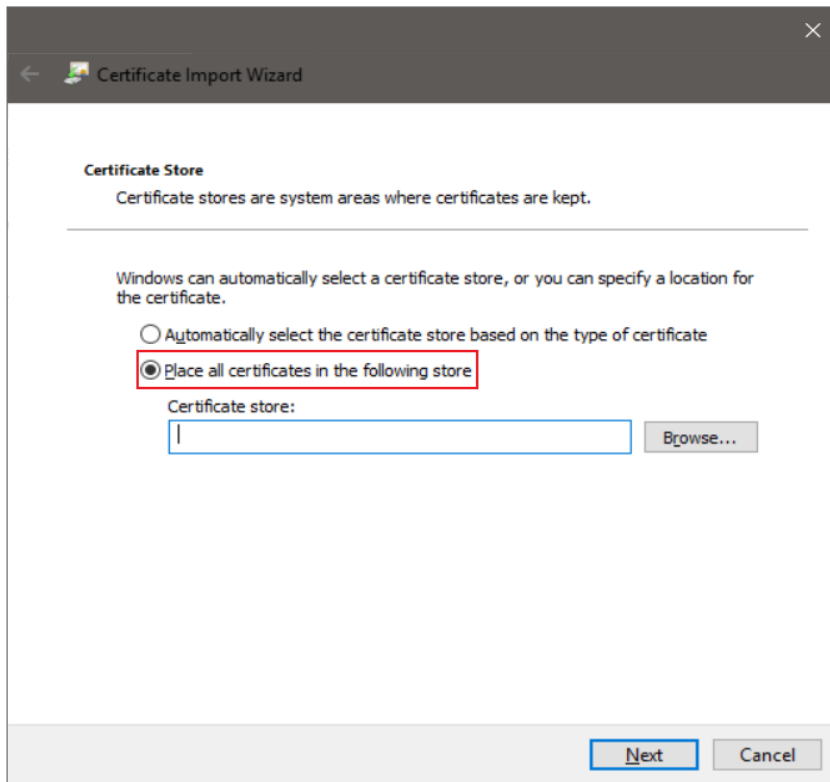 Certificate Import Wizard
Certificate Store
Certificate stores are system areas where certificates are kept.
Windows can automatically select a certificate store, or you can specify a location for
the certificate.
Automatically select the certificate store based on the type of certificate
Place all certificates in the following store
Certificate store:
Browse...
Next
Cancel